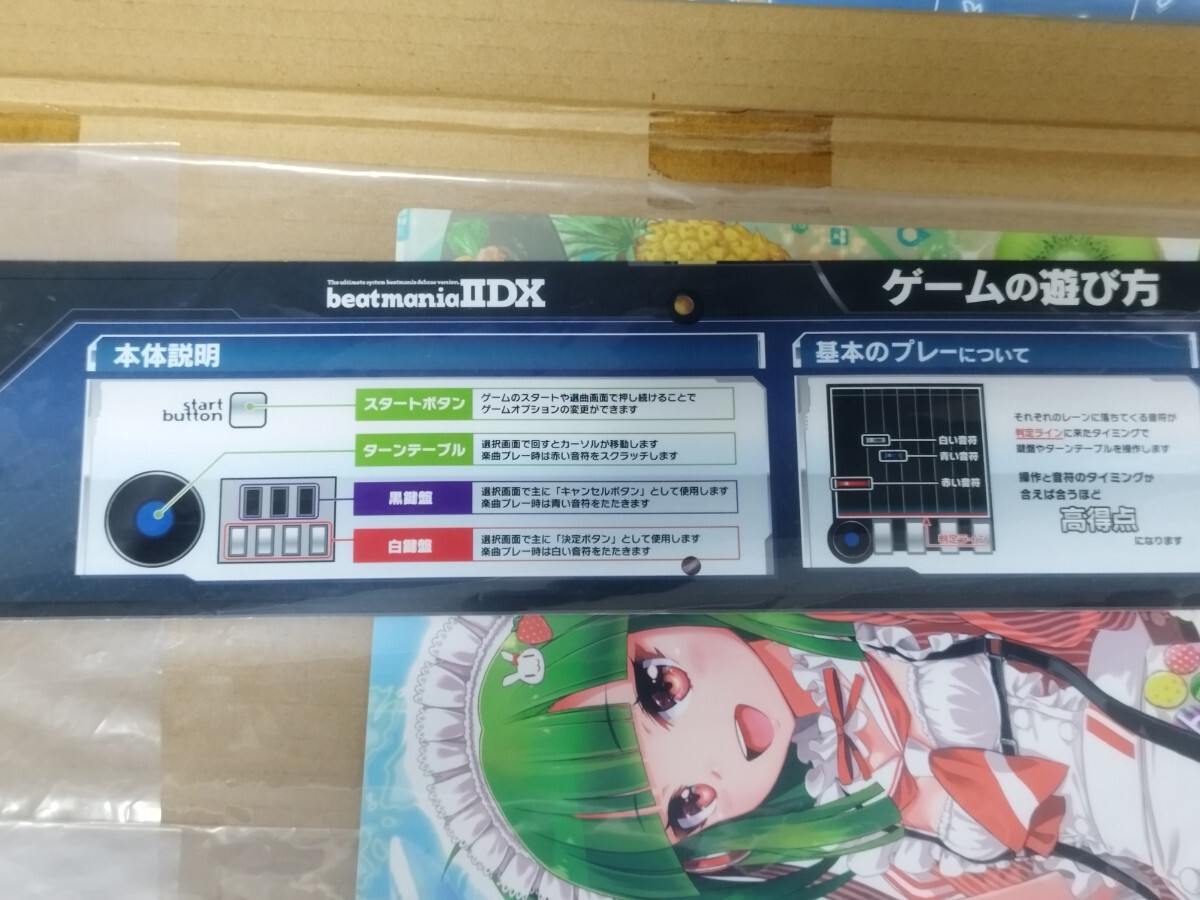 The ultimate system beatmania deluxe version.
beatmania IIDX
ゲームの遊び方
本体説明
start
button
スタートボタン
ゲームのスタートや選曲画面で押し続けることで
ゲームオプションの変更ができます
ターンテーブル
選択画面で回すとカーソルが移動します
楽曲プレー時は赤い音符をスクラッチします
黒鍵盤
選択画面で主に「キャンセルボタン」として使用します
楽曲プレー時は青い音符をたたきます
白鍵盤
選択画面で主に「決定ボタン」として使用します
楽曲プレー時は白い音符をたたきます
基本のプレーについて
白い音符
青い音符
赤い音符
判定ライン
それぞれのレーンに落ちてくる音符が
判定ラインに来たタイミングで
鍵盤やターンテーブルを操作します
操作と音符のタイミングが
合えば合うほど
高得点
になります